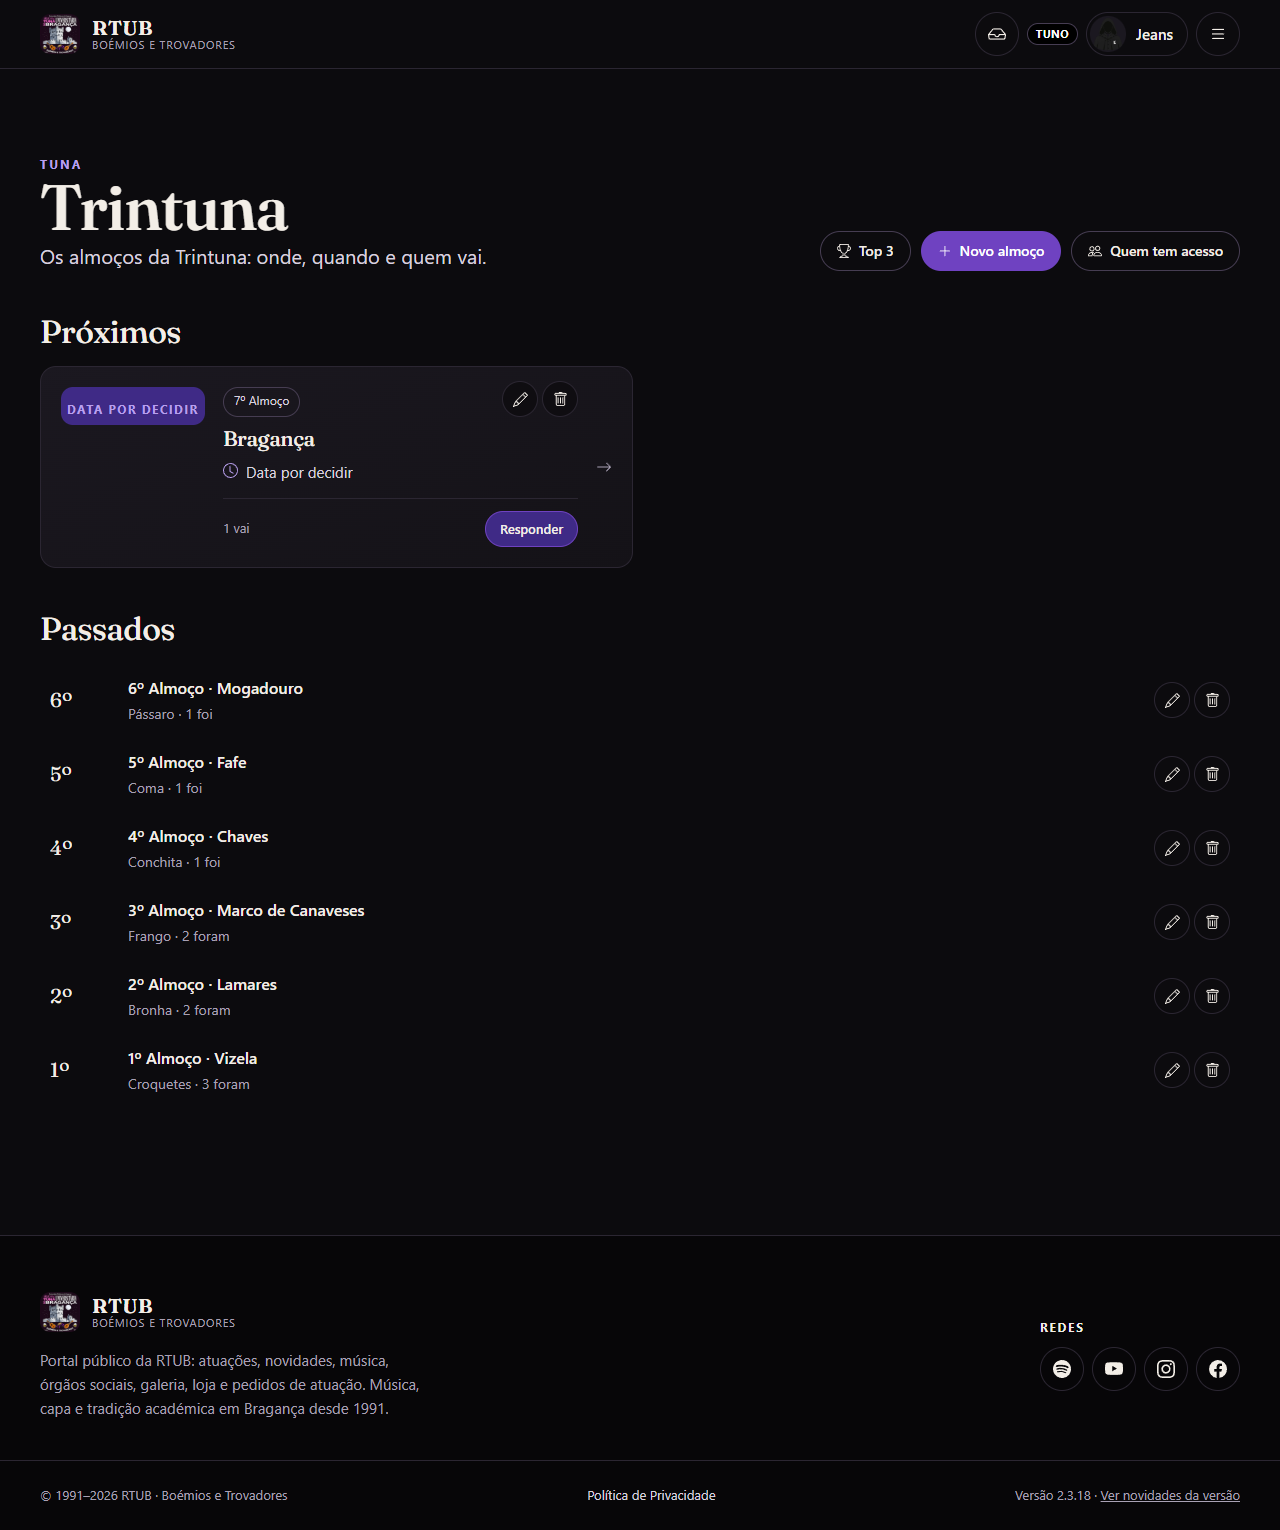 RTUB
BOÉMIOS E TROVADORES
TUNO
Jeans
TUNA
Trintuna
Os almoços da Trintuna: onde, quando e quem vai.
Top 3
Novo almoço
Quem tem acesso
Próximos
DATA POR DECIDIR
7º Almoço
Bragança
Data por decidir
1 vai
Responder
Passados
6º
6º Almoço · Mogadouro
Pássaro · 1 foi
5º
5º Almoço · Fafe
Coma · 1 foi
4º
4º Almoço · Chaves
Conchita · 1 foi
3º
3º Almoço · Marco de Canaveses
Frango · 2 foram
2º
2º Almoço · Lamares
Bronha · 2 foram
1º
1º Almoço · Vizela
Croquetes · 3 foram
RTUB
BOÉMIOS E TROVADORES
Portal público da RTUB: atuações, novidades, música,
órgãos sociais, galeria, loja e pedidos de atuação. Música,
capa e tradição académica em Bragança desde 1991.
REDES
© 1991–2026 RTUB · Boémios e Trovadores
Política de Privacidade
Versão 2.3.18 · Ver novidades da versão